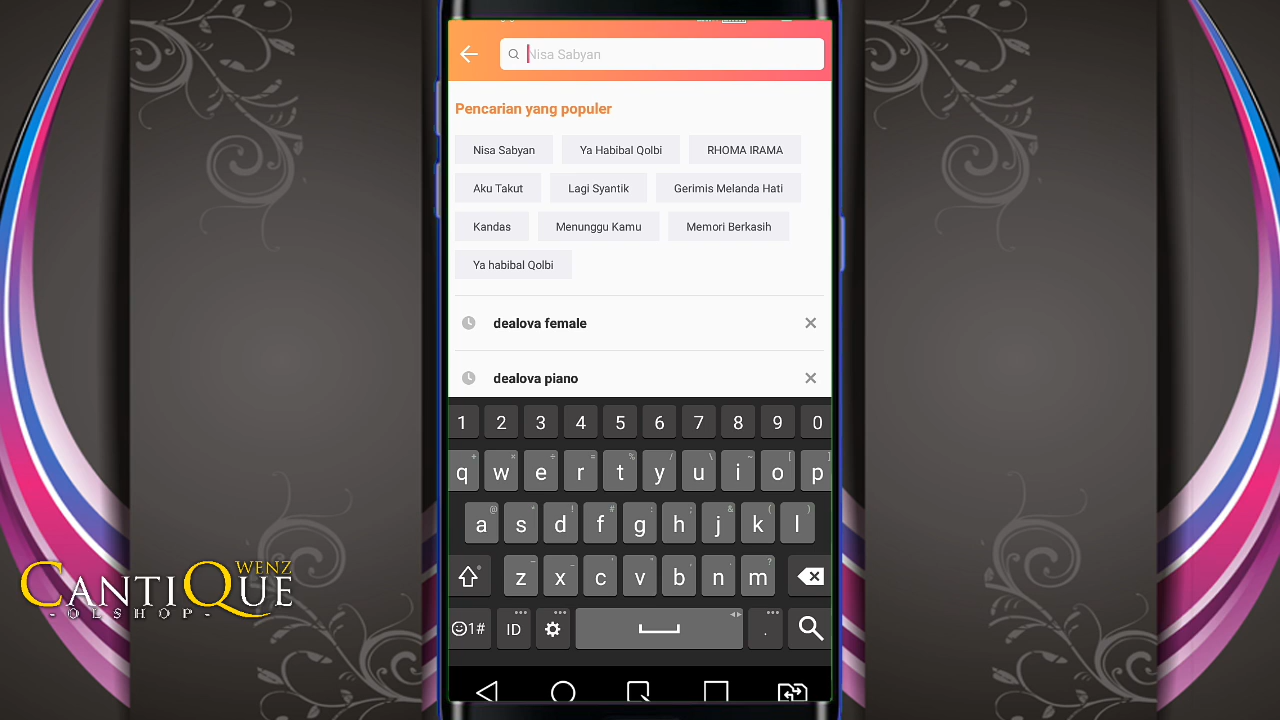 Nisa Sabyan
Pencarian yang populer
Nisa Sabyan
Ya Habibal Qolbi
RHOMA IRAMA
Aku Takut
Lagi Syantik
Gerimis Melanda Hati
Kandas
Menunggu Kamu
Memori Berkasih
Ya habibal Qolbi
dealova female
dealova piano
1 2 3 4 5 6 7 8 9 0
q w e r t y u i o p
a s d f g h j k l
z x c v b n m
1# ID .
WENZ
CANTIQUE
- OLSHOP -